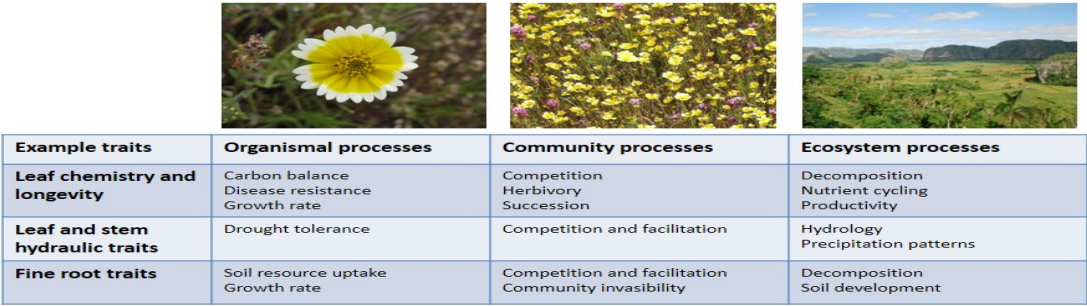 Example traits Organismal processes Community processes Ecosystem processes
Leaf chemistry and longevity Carbon balance Competition Decomposition
Disease resistance Herbivory Nutrient cycling
Growth rate Succession Productivity
Leaf and stem hydraulic traits Drought tolerance Competition and facilitation Hydrology
Precipitation patterns
Fine root traits Soil resource uptake Competition and facilitation Decomposition
Growth rate Community invasibility Soil development